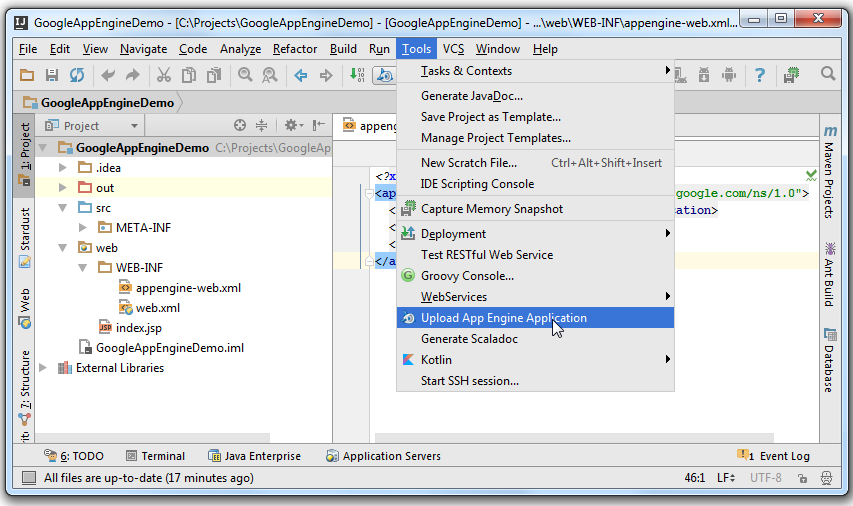 GoogleAppEngineDemo - [C:\Projects\GoogleAppEngineDemo] - [GoogleAppEngineDemo] - ...\web\WEB-INF\appengine-web.xml...
File Edit View Navigate Code Analyze Refactor Build Run Tools VCS Window Help
GoogleAppEngineDemo
Project
appeng
1: Project
Stardust
Web
7: Structure
GoogleAppEngineDemo C:\Projects\GoogleAp
.idea
out
src
META-INF
web
WEB-INF
appengine-web.xml
web.xml
index.jsp
GoogleAppEngineDemo.iml
External Libraries
<?x
<ap
google.com/ns/1.0">
<
ation>
<
<
</a
Tasks & Contexts
Generate JavaDoc...
Save Project as Template...
Manage Project Templates...
New Scratch File... Ctrl+Alt+Shift+Insert
IDE Scripting Console
Capture Memory Snapshot
Deployment
Test RESTful Web Service
Groovy Console...
WebServices
Upload App Engine Application
Generate Scaladoc
Kotlin
Start SSH session...
Maven Projects
Ant Build
Database
6: TODO Terminal Java Enterprise Application Servers 1 Event Log
All files are up-to-date (17 minutes ago) 46:1 LF UTF-8